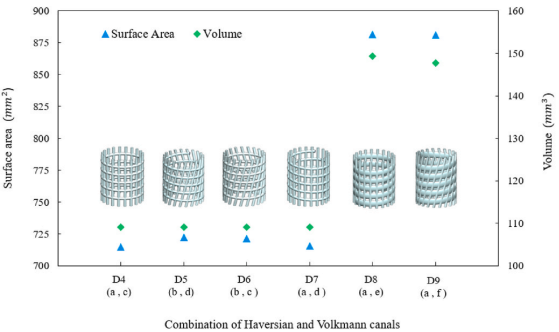 900
875
850
825
800
775
750
725
700
Surface area (mm²)
Surface Area
Volume
160
150
140
130
120
110
100
Volume (mm³)
D4 D5 D6 D7 D8 D9
(a , c) (b , d) (b , c ) (a , d ) (a , e) (a , f )
Combination of Haversian and Volkmann canals